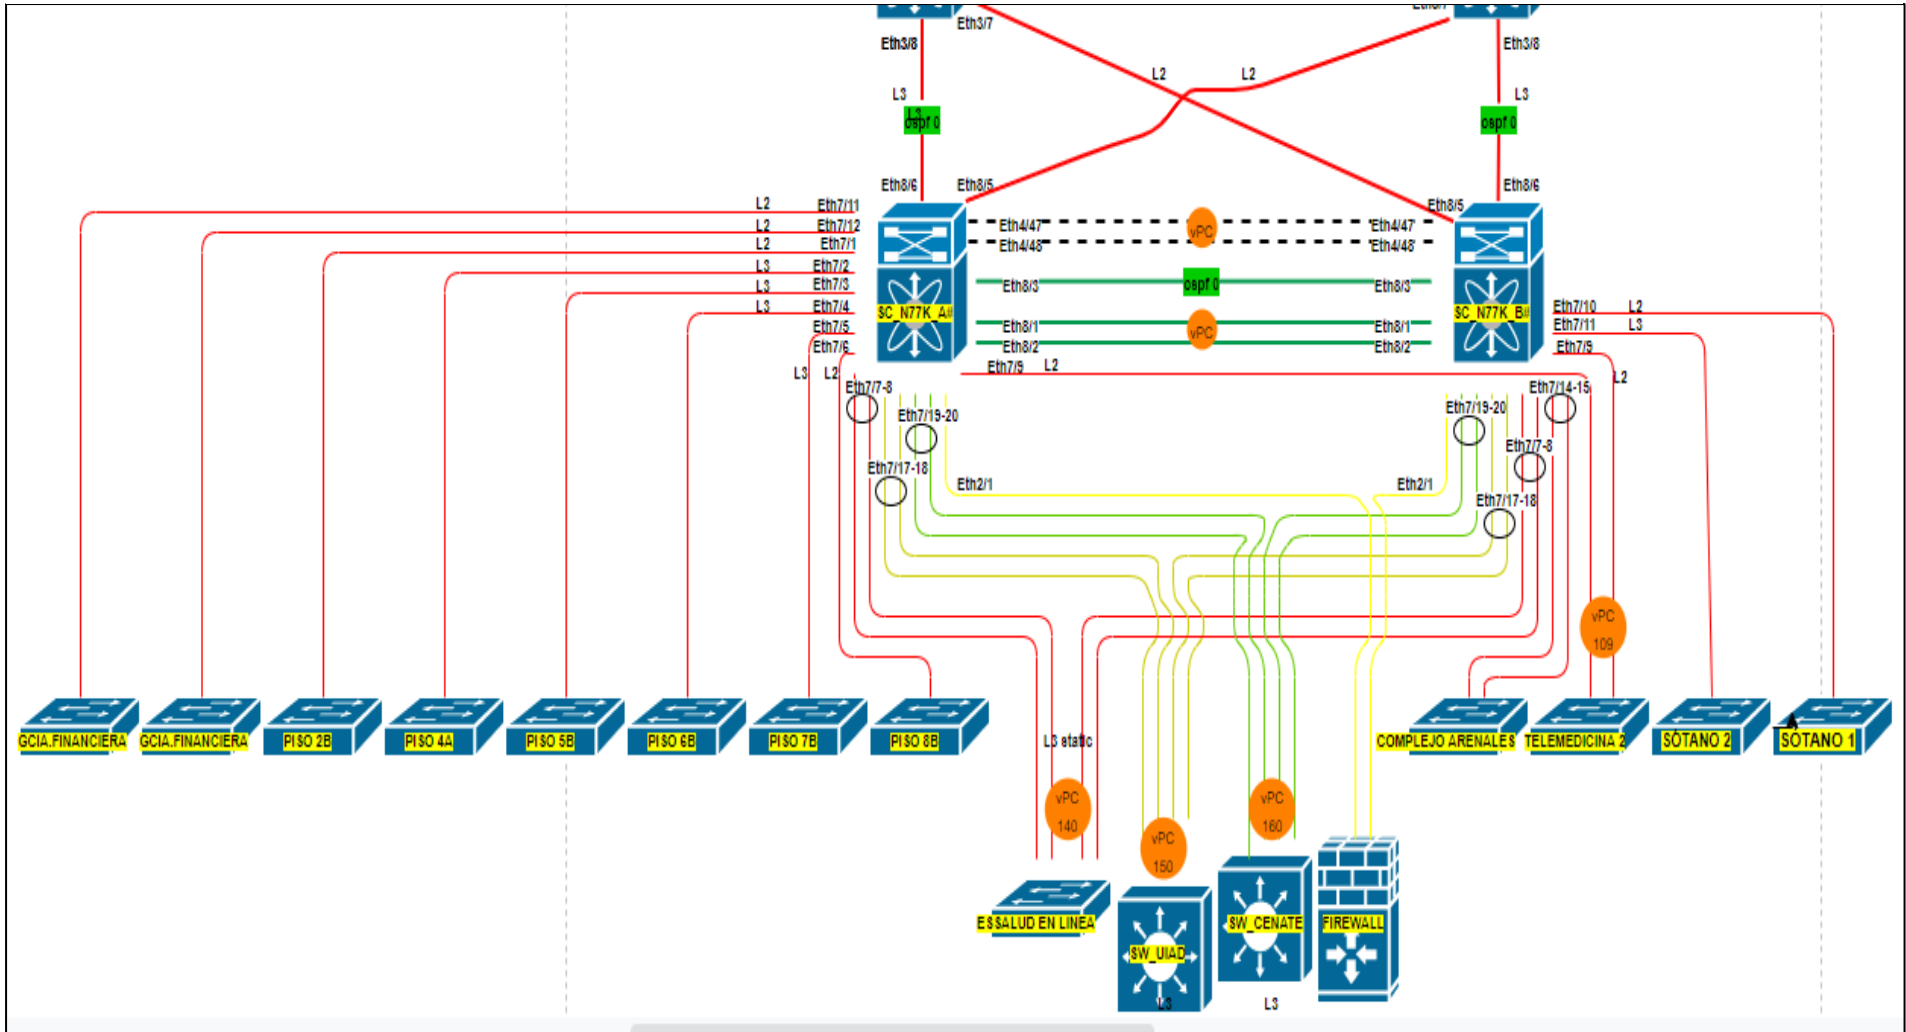 Eth3/7
Eth3/8
Eth3/8
L2
L2
L3
L3
L3
ospf 0
ospf 0
Eth8/6
Eth8/5
Eth8/5
Eth8/6
L2
Eth7/11
L2
Eth7/12
L2
Eth7/1
L3
Eth7/2
L3
Eth7/3
L3
Eth7/4
Eth7/5
Eth7/6
L3
L2
Eth4/47
vPC
Eth4/47
Eth4/48
Eth4/48
Eth8/3
ospf 0
Eth8/3
Eth8/1
vPC
Eth8/1
Eth8/2
Eth8/2
SC_N77K_A#
SC_N77K_B#
Eth7/10
L2
Eth7/11
L3
Eth7/9
L2
Eth7/9
L2
Eth7/7-8
Eth7/19-20
Eth7/17-18
Eth7/14-15
Eth7/19-20
Eth7/7-8
Eth7/17-18
Eth2/1
Eth2/1
vPC
109
GCIA.FINANCIERA
GCIA.FINANCIERA
PISO 2B
PISO 4A
PISO 5B
PISO 6B
PISO 7B
PISO 8B
L3 static
COMPLEJO ARENALES
TELEMEDICINA 2
SÓTANO 2
SÓTANO 1
vPC
140
vPC
150
vPC
160
ESSALUD EN LINEA
SW_UIAD
SW_CENATE
FIREWALL
L3
L3